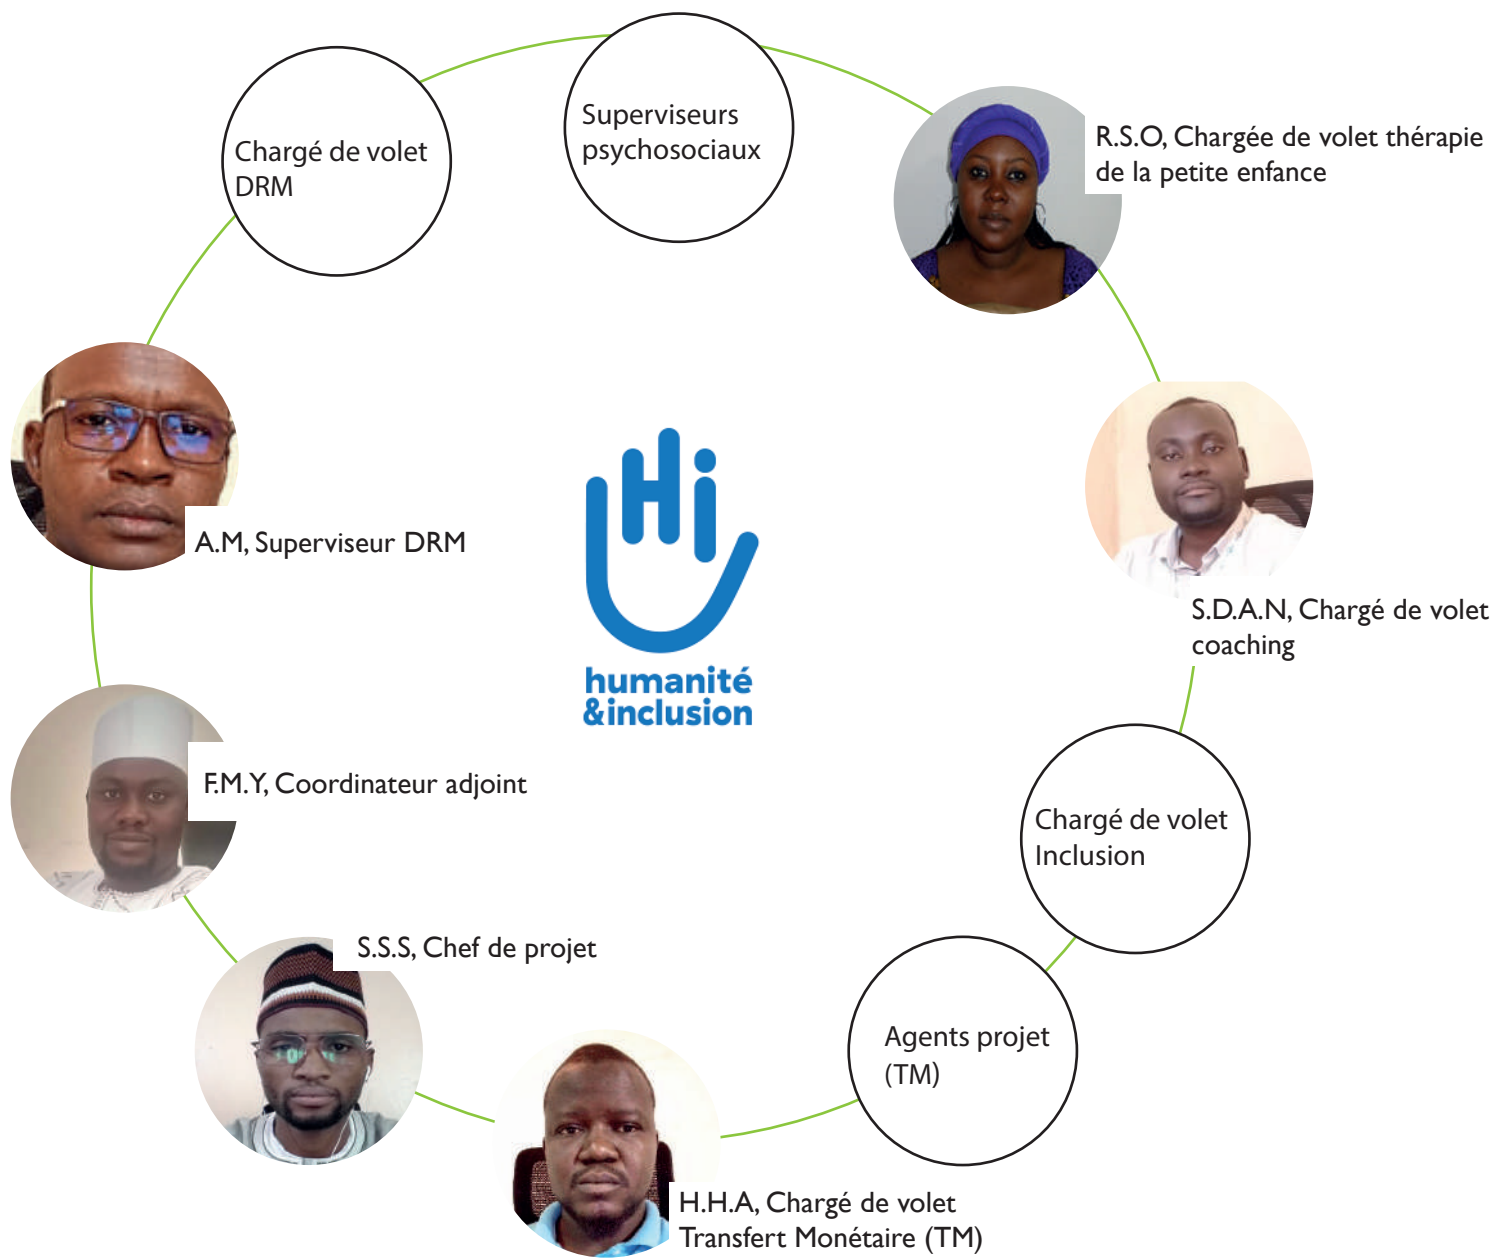 Superviseurs
psychosociaux
Chargé de volet
DRM
R.S.O, Chargée de volet thérapie
de la petite enfance
A.M, Superviseur DRM
Hi
humanité
&inclusion
S.D.A.N, Chargé de volet
coaching
F.M.Y, Coordinateur adjoint
Chargé de volet
Inclusion
S.S.S, Chef de projet
Agents projet
(TM)
H.H.A, Chargé de volet
Transfert Monétaire (TM)